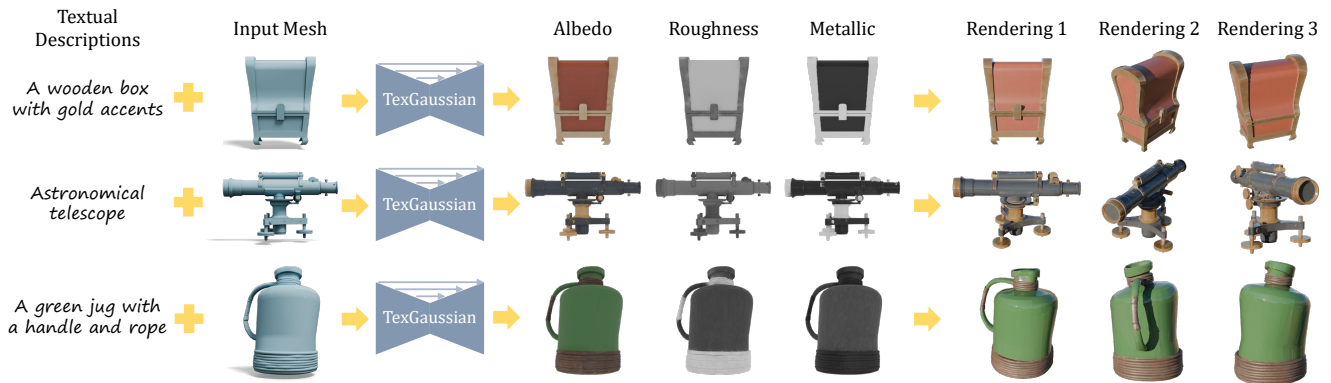 Textual
Descriptions
Input Mesh
Albedo
Roughness
Metallic
Rendering 1
Rendering 2
Rendering 3
A wooden box
with gold accents
TexGaussian
Astronomical
telescope
TexGaussian
A green jug with
a handle and rope
TexGaussian